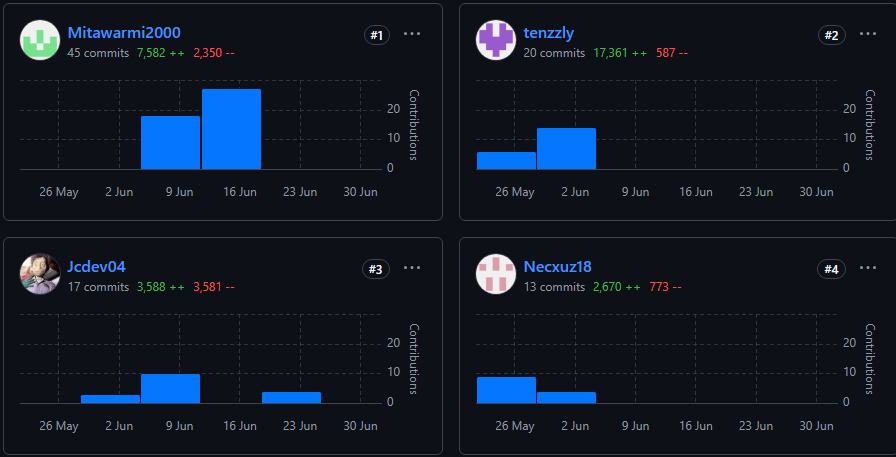 Mitawarmi2000 #1
45 commits 7,582 ++ 2,350 --
20
10
0
Contributions
26 May 2 Jun 9 Jun 16 Jun 23 Jun 30 Jun
tenzzly #2
20 commits 17,361 ++ 587 --
20
10
0
Contributions
26 May 2 Jun 9 Jun 16 Jun 23 Jun 30 Jun
Jcdev04 #3
17 commits 3,588 ++ 3,581 --
20
10
0
Contributions
26 May 2 Jun 9 Jun 16 Jun 23 Jun 30 Jun
Necxuz18 #4
13 commits 2,670 ++ 773 --
20
10
0
Contributions
26 May 2 Jun 9 Jun 16 Jun 23 Jun 30 Jun